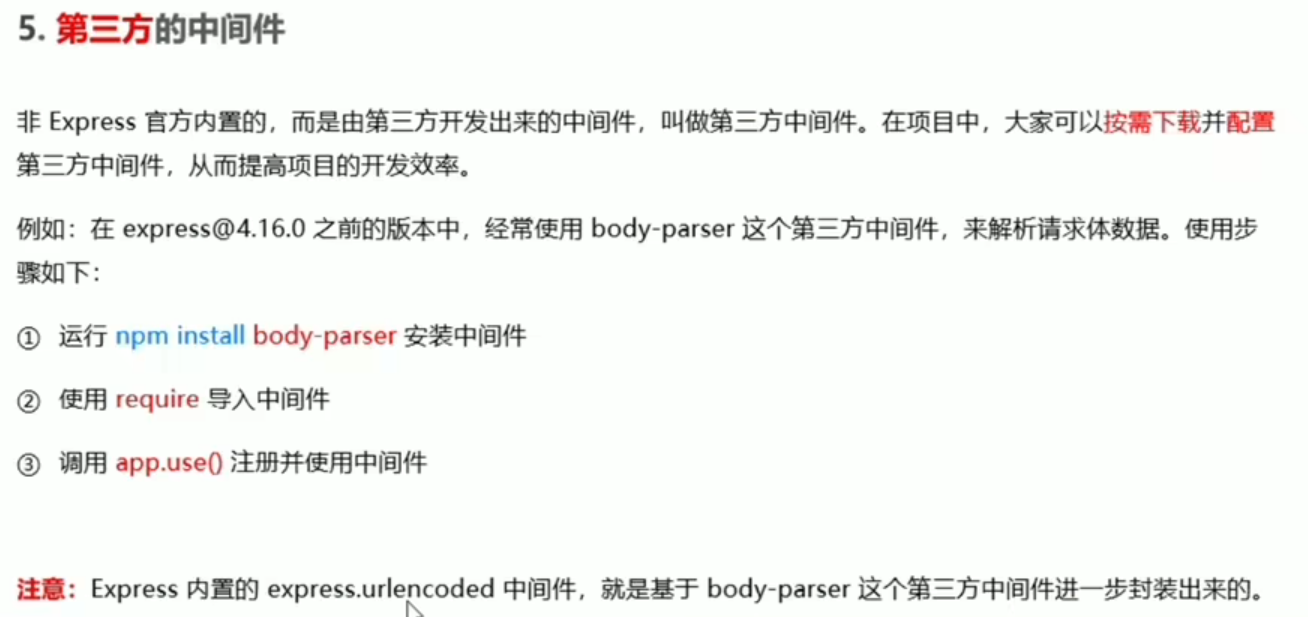 5. 第三方的中间件
非 Express 官方内置的，而是由第三方开发出来的中间件，叫做第三方中间件。在项目中，大家可以按需下载并配置
第三方中间件，从而提高项目的开发效率。
例如：在 express@4.16.0 之前的版本中，经常使用 body-parser 这个第三方中间件，来解析请求体数据。使用步
骤如下：
① 运行 npm install body-parser 安装中间件
② 使用 require 导入中间件
③ 调用 app.use() 注册并使用中间件
注意：Express 内置的 express.urlencoded 中间件，就是基于 body-parser 这个第三方中间件进一步封装出来的。